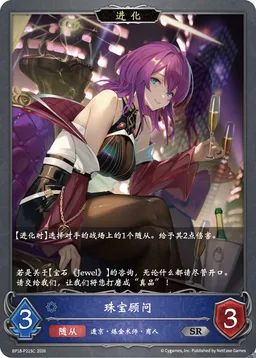 进化
【进化时】选择对手的战场上的1个随从。给予其2点伤害。
若是关于【宝石《Jewel》】的咨询，无论什么都请尽管开口。
请交给我们，让我们将您打磨成“真品”！
珠宝顾问
3
3
随从
炼金术师·商人
SR
© Cygames, Inc. Published by NetEase Games